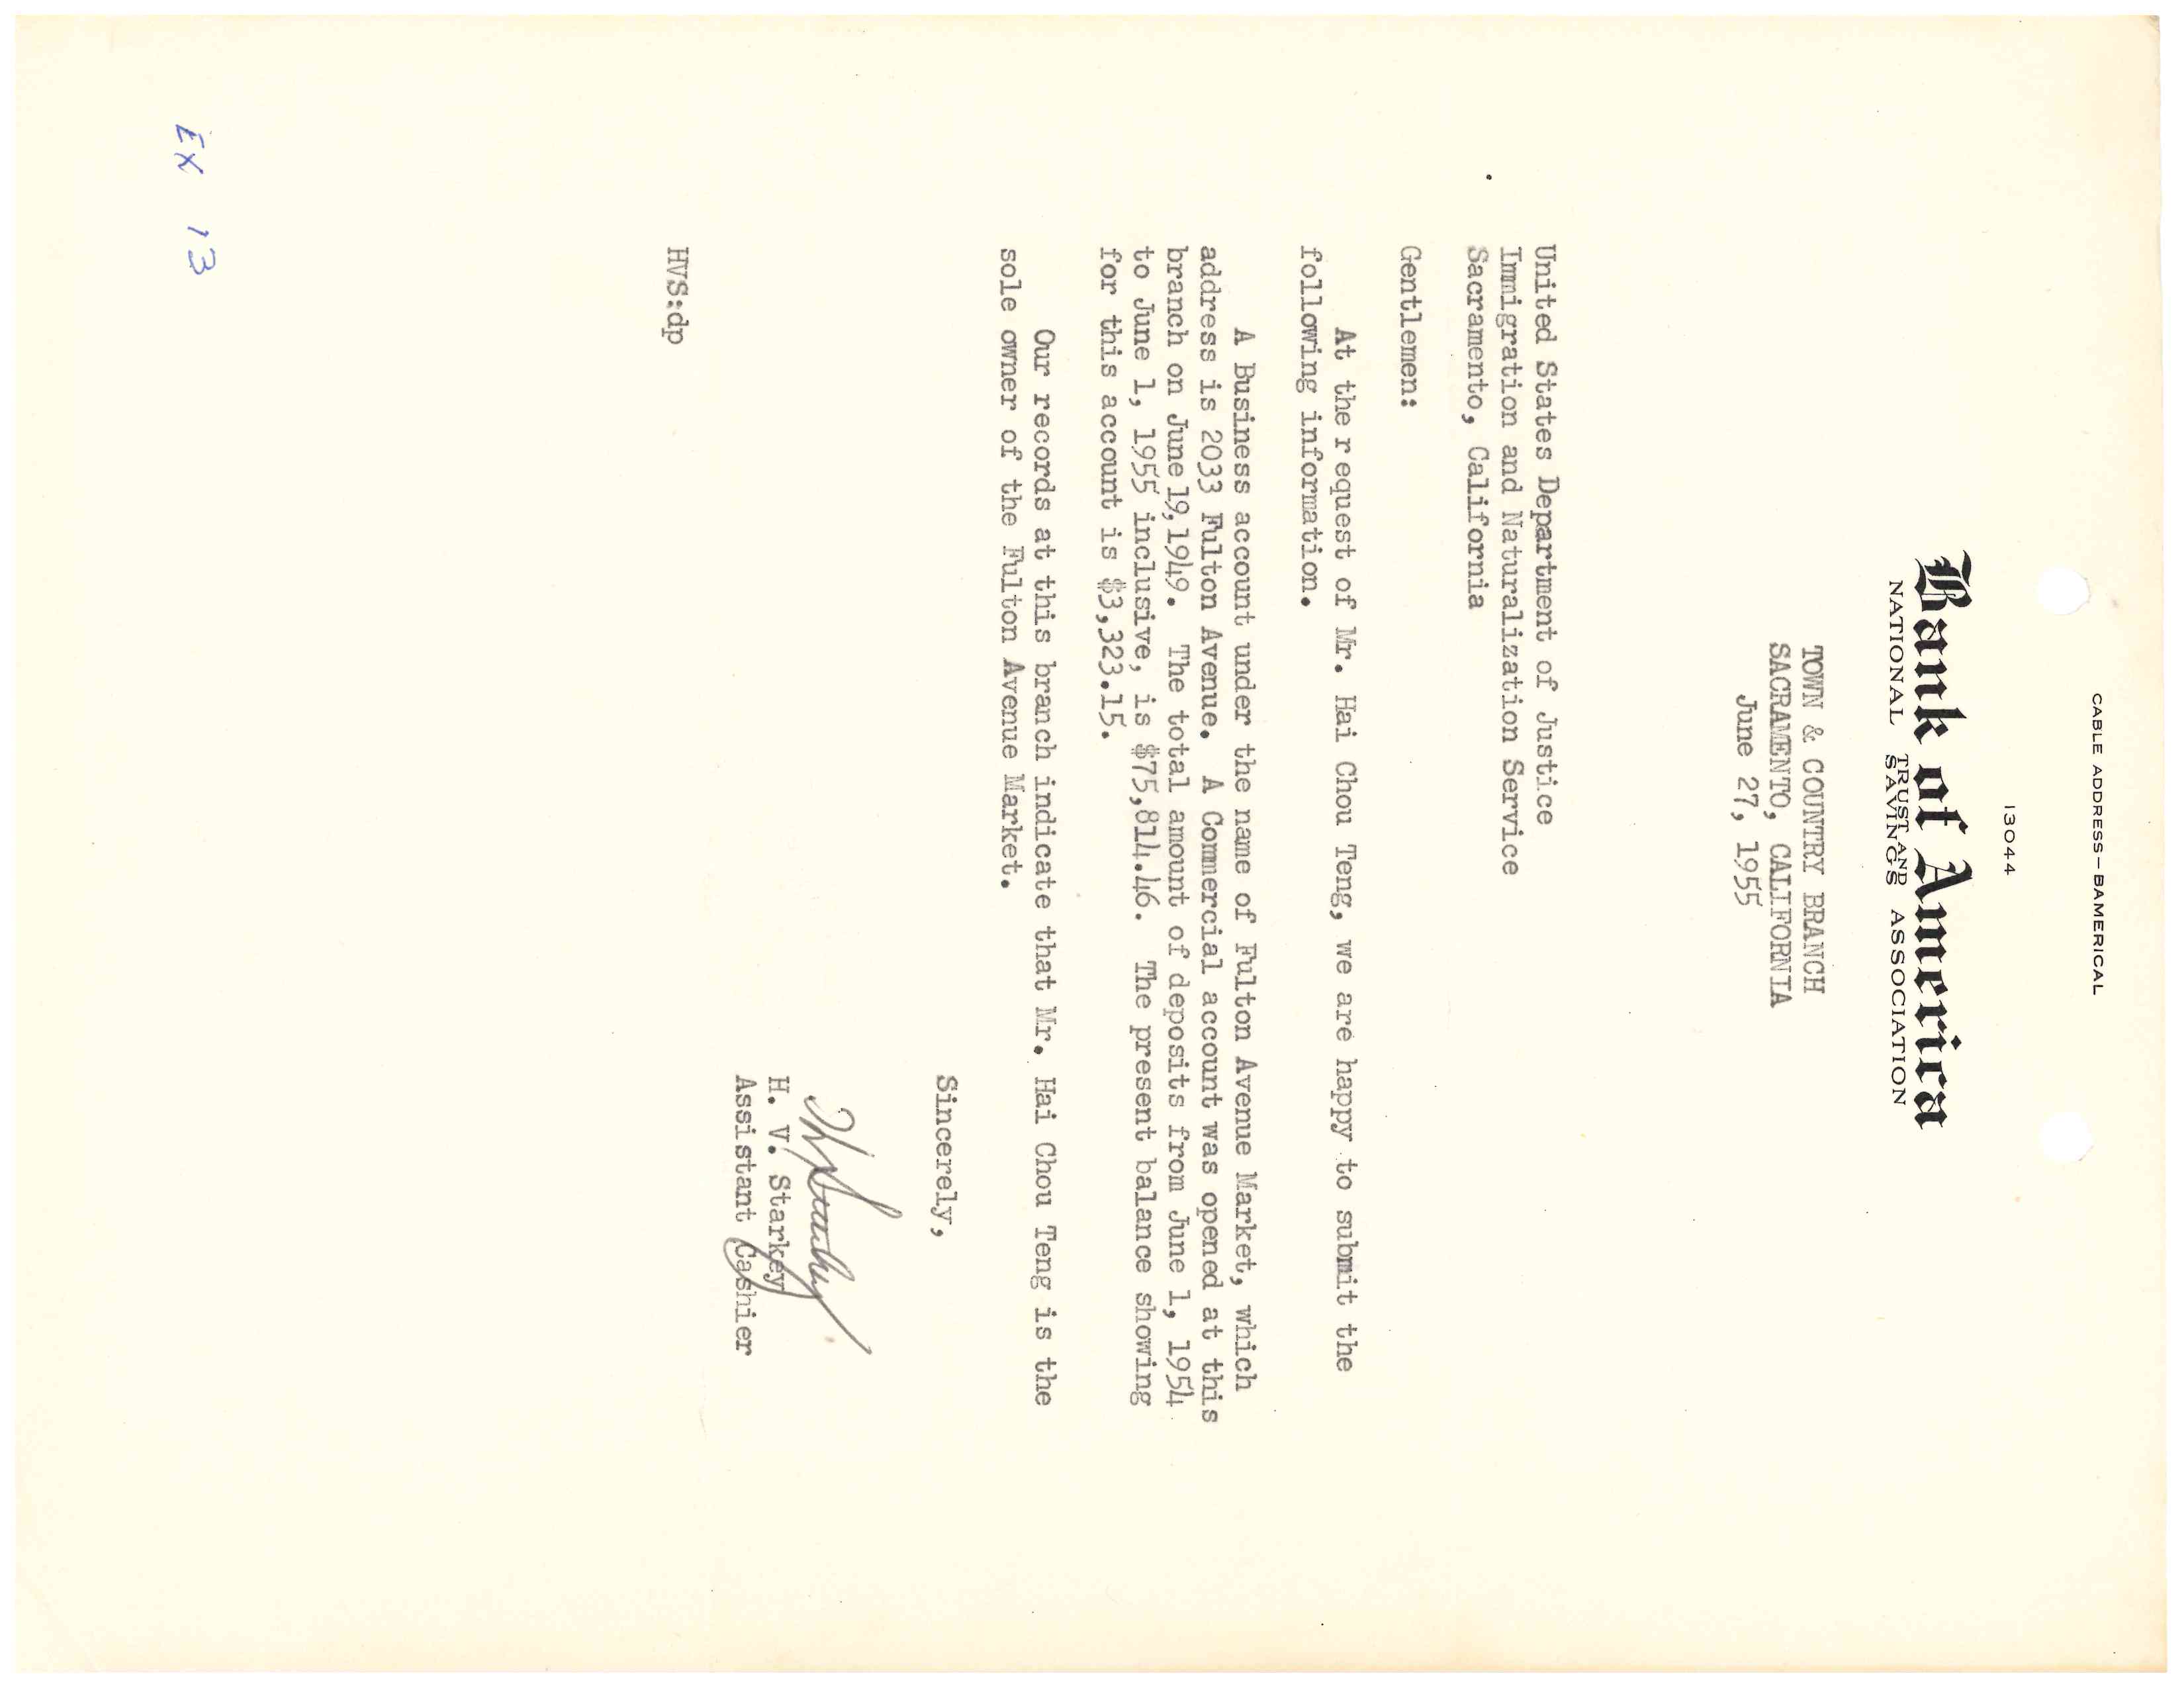 CABLE ADDRESS—BAMERICAL
13044
Bank of America
NATIONAL TRUST AND SAVINGS ASSOCIATION
TOWN & COUNTRY BRANCH
SACRAMENTO, CALIFORNIA
June 27, 1955
United States Department of Justice
Immigration and Naturalization Service
Sacramento, California
Gentlemen:
At the r equest of Mr. Hai Chou Teng, we are happy to submit the
following information.
A Business account under the name of Fulton Avenue Market, which
address is 2033 Fulton Avenue. A Commercial account was opened at this
branch on June 19, 1949. The total amount of deposits from June 1, 1954
to June 1, 1955 inclusive, is $75,814.46. The present balance showing
for this account is $3,323.15.
Our records at this branch indicate that Mr. Hai Chou Teng is the
sole owner of the Fulton Avenue Market.
Sincerely,
H. V. Starkey
Assistant Cashier
HVS:dp
EX 13